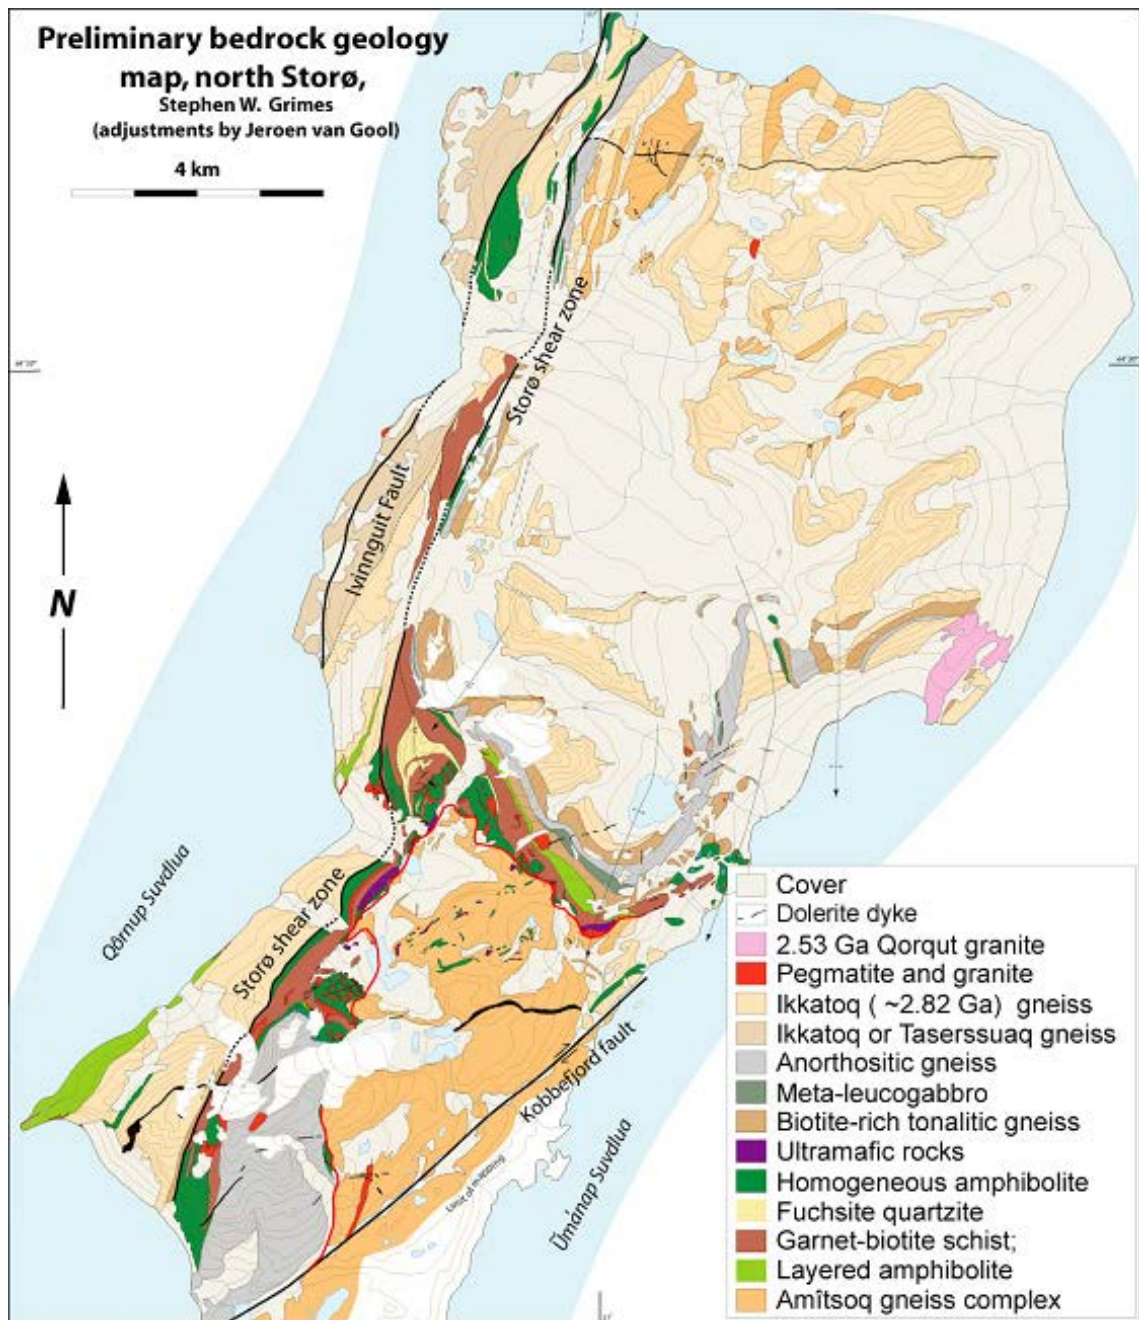 Preliminary bedrock geology
map, north Storø,
Stephen W. Grimes
(adjustments by Jeroen van Gool)
4 km
Storø shear zone
Ivinnguit Fault
N
Qôrnup Suvdlua
Storø shear zone
Kobbefjord fault
Limit of mapping
Ũmánap Suvdlua
Cover
Dolerite dyke
2.53 Ga Qorqut granite
Pegmatite and granite
Ikkatoq ( ~2.82 Ga) gneiss
Ikkatoq or Taserssuaq gneiss
Anorthositic gneiss
Meta-leucogabbro
Biotite-rich tonalitic gneiss
Ultramafic rocks
Homogeneous amphibolite
Fuchsite quartzite
Garnet-biotite schist;
Layered amphibolite
Amîtsoq gneiss complex